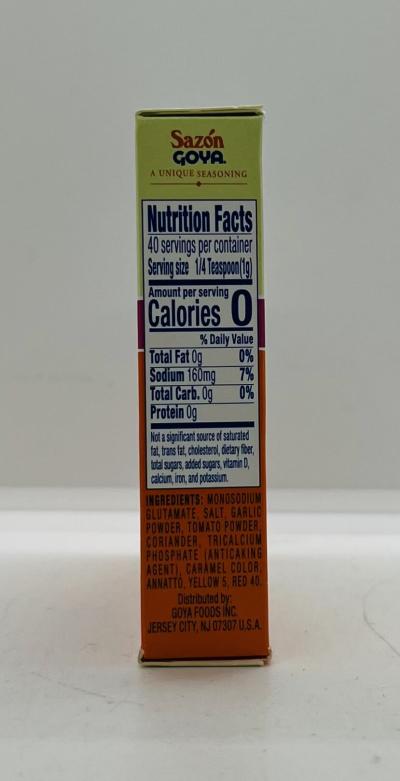 Sazón
GOYA
A UNIQUE SEASONING
Nutrition Facts
40 servings per container
Serving size 1/4 Teaspoon(1g)
Amount per serving
Calories 0
% Daily Value
Total Fat 0g 0%
Sodium 160mg 7%
Total Carb. 0g 0%
Protein 0g
Not a significant source of saturated
fat, trans fat, cholesterol, dietary fiber,
total sugars, added sugars, vitamin D,
calcium, iron, and potassium.
INGREDIENTS: MONOSODIUM
GLUTAMATE, SALT, GARLIC
POWDER, TOMATO POWDER,
CORIANDER, TRICALCIUM
PHOSPHATE (ANTICAKING
AGENT), CARAMEL COLOR,
ANNATTO, YELLOW 5, RED 40.
Distributed by:
GOYA FOODS INC.
JERSEY CITY, NJ 07307 U.S.A.